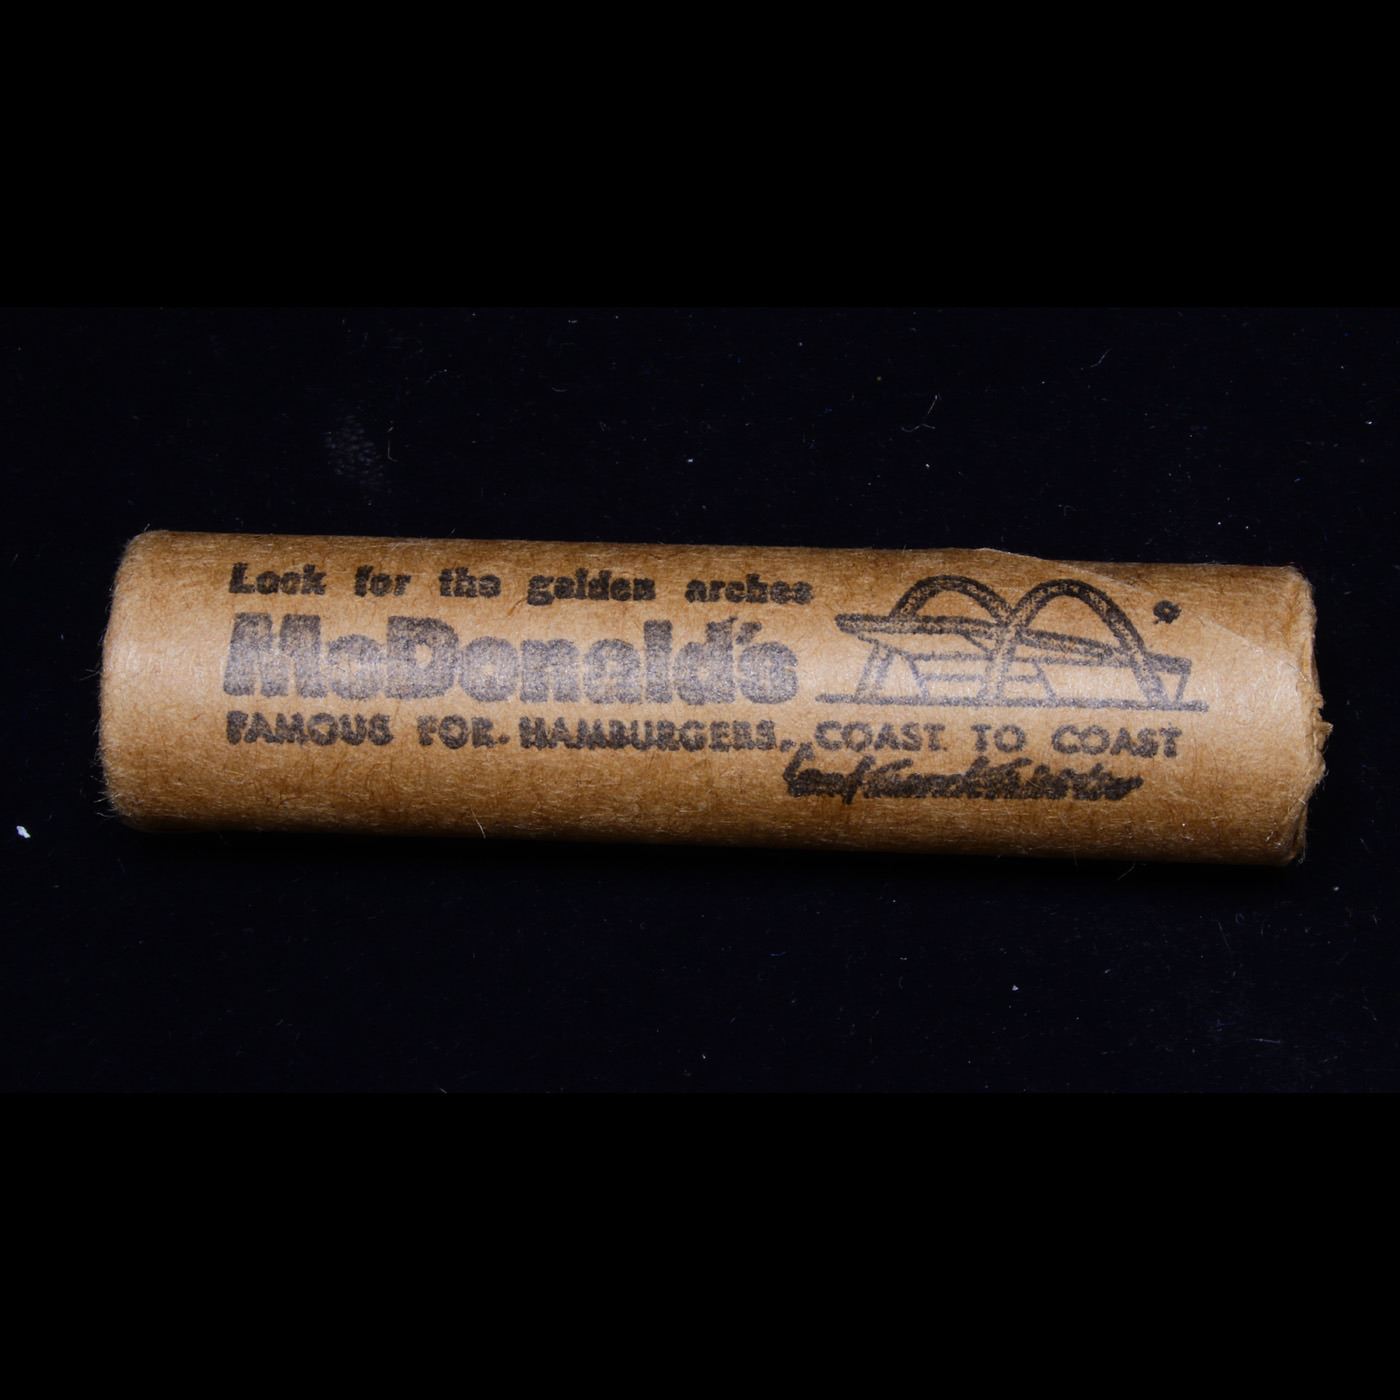 Look for the golden arches
McDonald's
FAMOUS FOR HAMBURGERS, COAST TO COAST